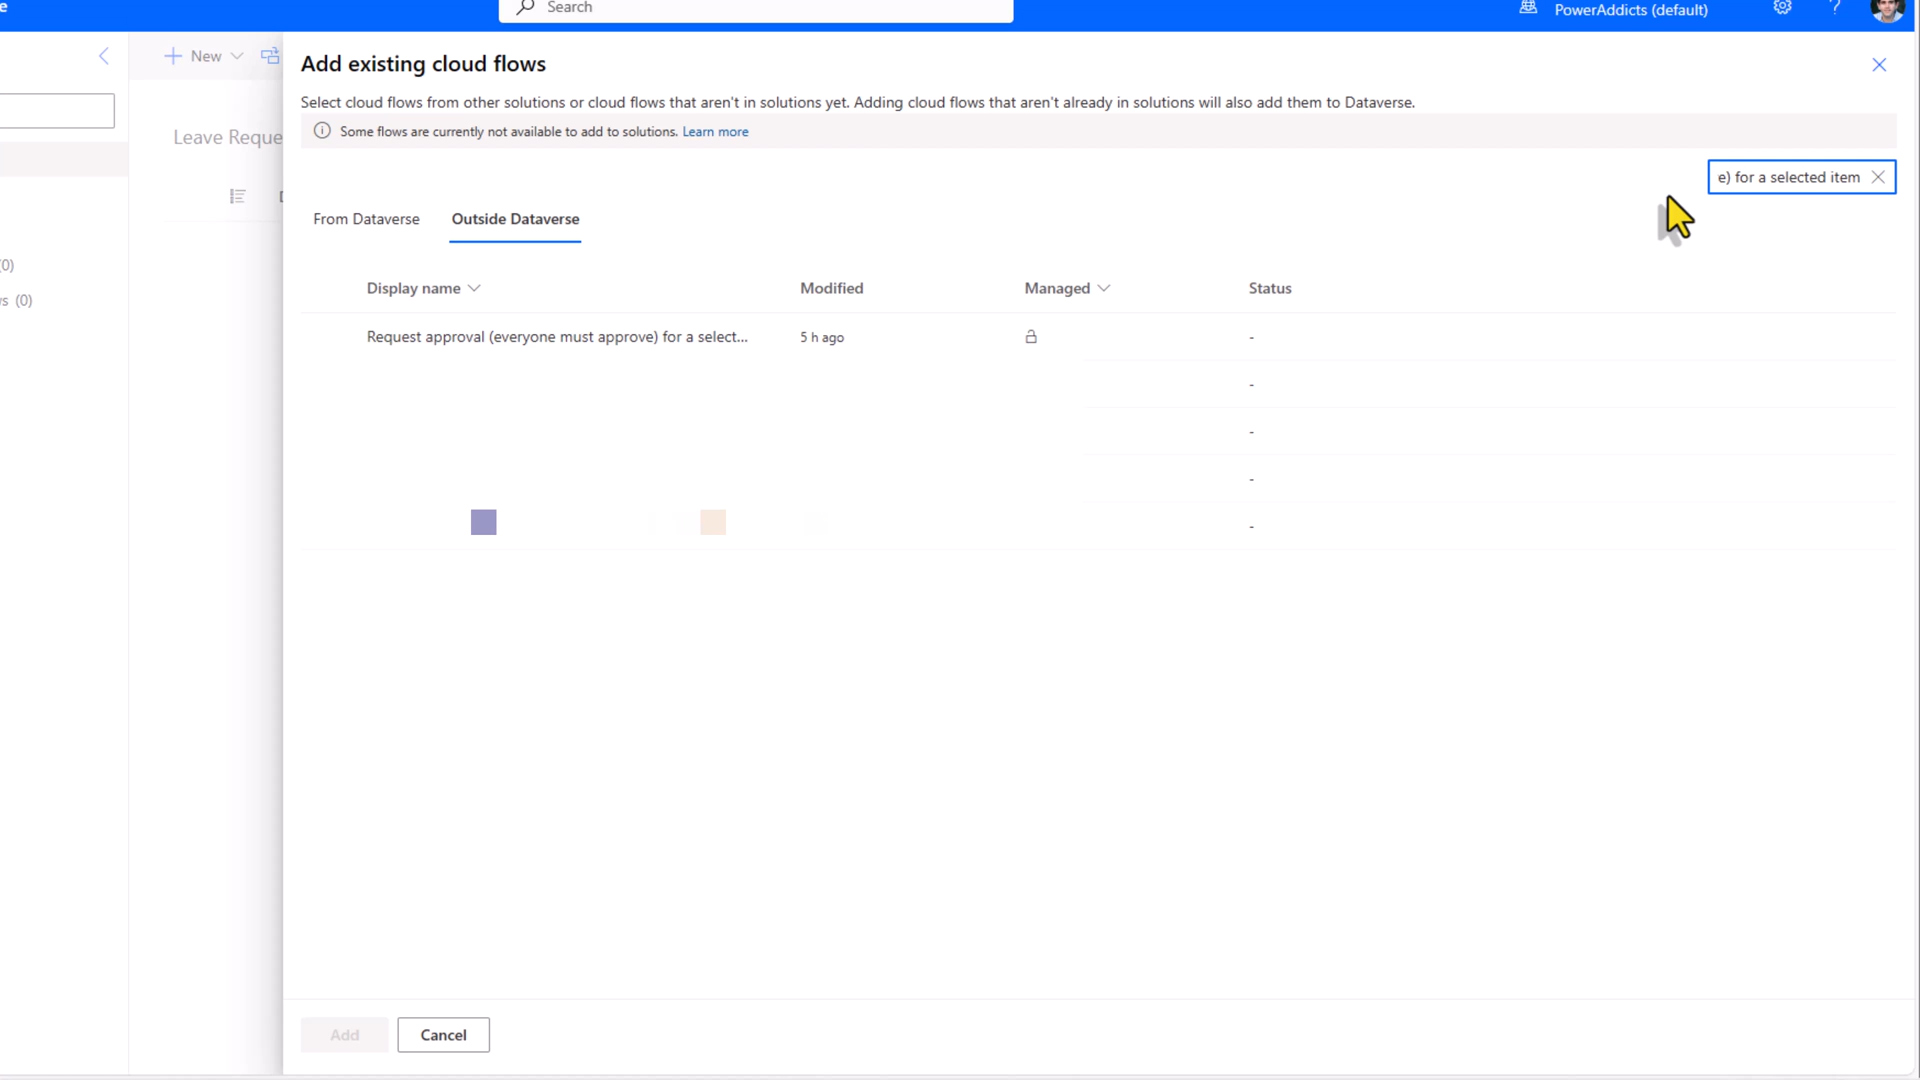 e
Search
PowerAddicts (default)
?
New
Add existing cloud flows
Select cloud flows from other solutions or cloud flows that aren't in solutions yet. Adding cloud flows that aren't already in solutions will also add them to Dataverse.
Some flows are currently not available to add to solutions. Learn more
Leave Reque
e) for a selected item
From Dataverse
Outside Dataverse
(0)
Display name
Modified
Managed
Status
s (0)
Request approval (everyone must approve) for a select...
5 h ago
-
-
-
-
-
Add
Cancel